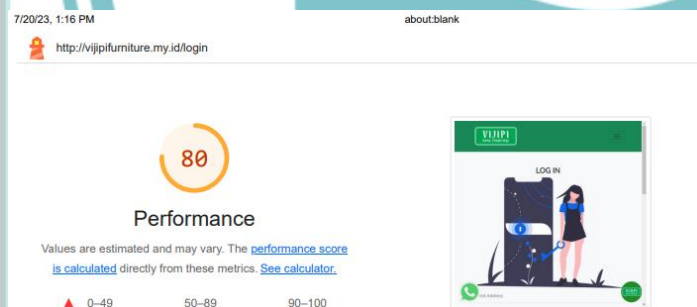 7/20/23, 1:16 PM
about:blank
http://vijipifurniture.my.id/login
80
Performance
Values are estimated and may vary. The performance score
is calculated directly from these metrics. See calculator.
0–49
50–89
90–100
VIJIPI
LOG IN